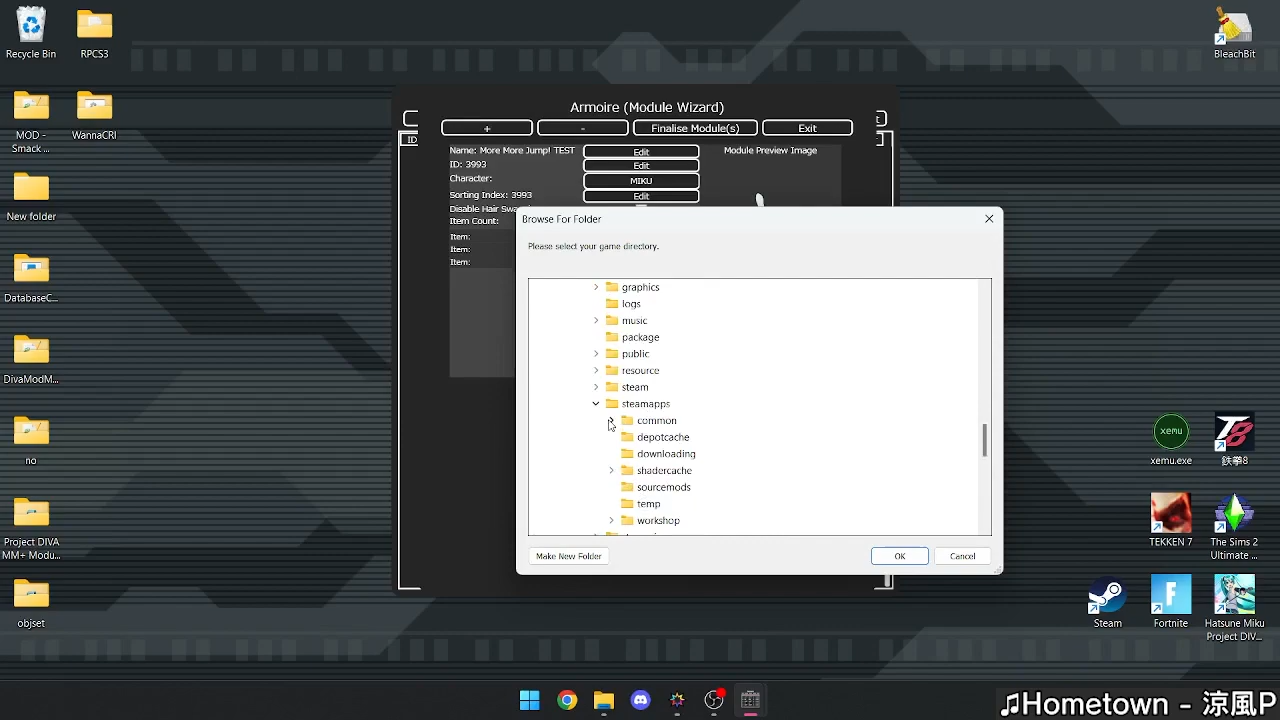 Recycle Bin
RPCS3
BleachBit
MOD -
Smack ...
WannaCRI
New folder
DatabaseC...
DivaModM...
no
Project DIVA
MM+ Modu...
objset
Armoire (Module Wizard)
+
-
Finalise Module(s)
Exit
t
ID
Name: More More Jump! TEST
Edit
Module Preview Image
ID: 3993
Edit
Character:
MIKU
Sorting Index: 3993
Edit
Disable Hair Swa
Item Count:
Item:
Item:
Item:
Browse For Folder
Please select your game directory.
graphics
logs
music
package
public
resource
steam
steamapps
common
depotcache
downloading
shadercache
sourcemods
temp
workshop
Make New Folder
OK
Cancel
xemu
xemu.exe
鉄拳8
TEKKEN 7
The Sims 2
Ultimate ...
Steam
Fortnite
Hatsune Miku
Project DIV...
♫Hometown - 涼風P